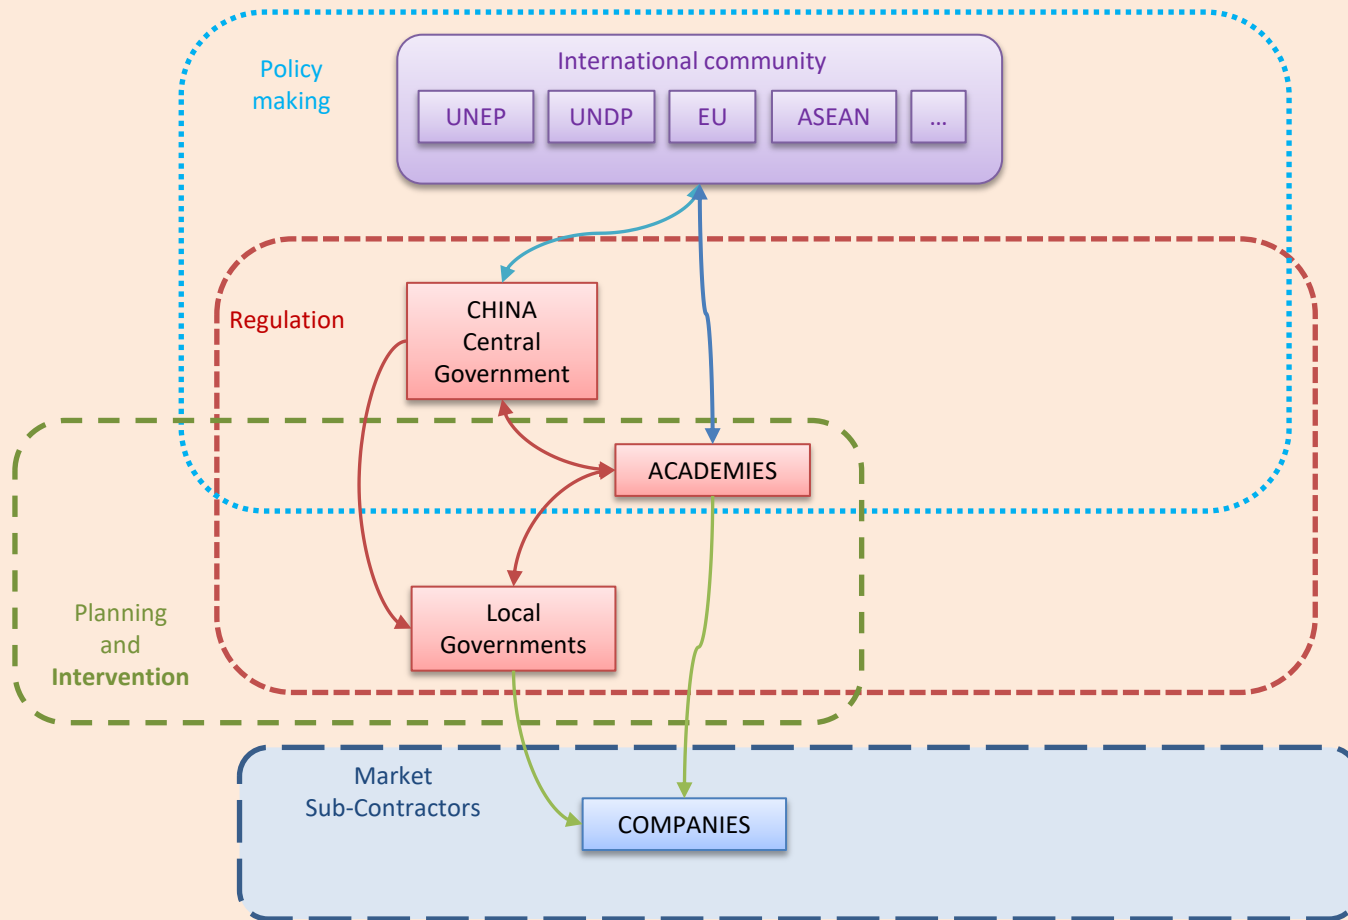 International community
Policy
making
UNEP
UNDP
EU
ASEAN
...
Regulation
CHINA
Central
Government
ACADEMIES
Planning
and
Intervention
Local
Governments
Market
Sub-Contractors
COMPANIES